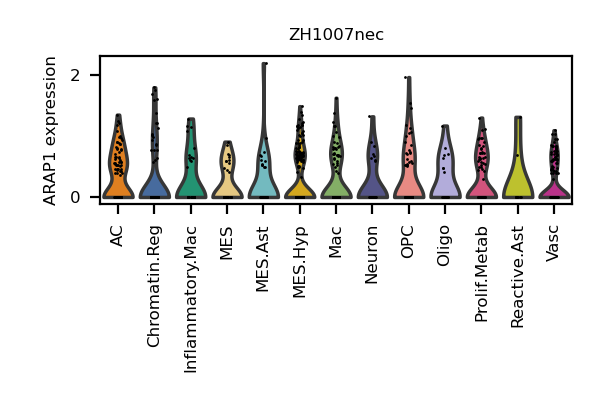 ZH1007nec
ARAP1 expression
2
0
AC
Chromatin.Reg
Inflammatory.Mac
MES
MES.Ast
MES.Hyp
Mac
Neuron
OPC
Oligo
Prolif.Metab
Reactive.Ast
Vasc